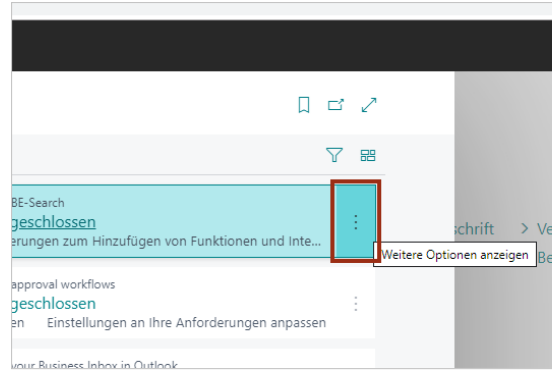 BE-Search
geschlossen
erungen zum Hinzufügen von Funktionen und Inte...
schrift > Ve
Weitere Optionen anzeigen
Be
approval workflows
geschlossen
en Einstellungen an Ihre Anforderungen anpassen
your Business Inbox in Outlook